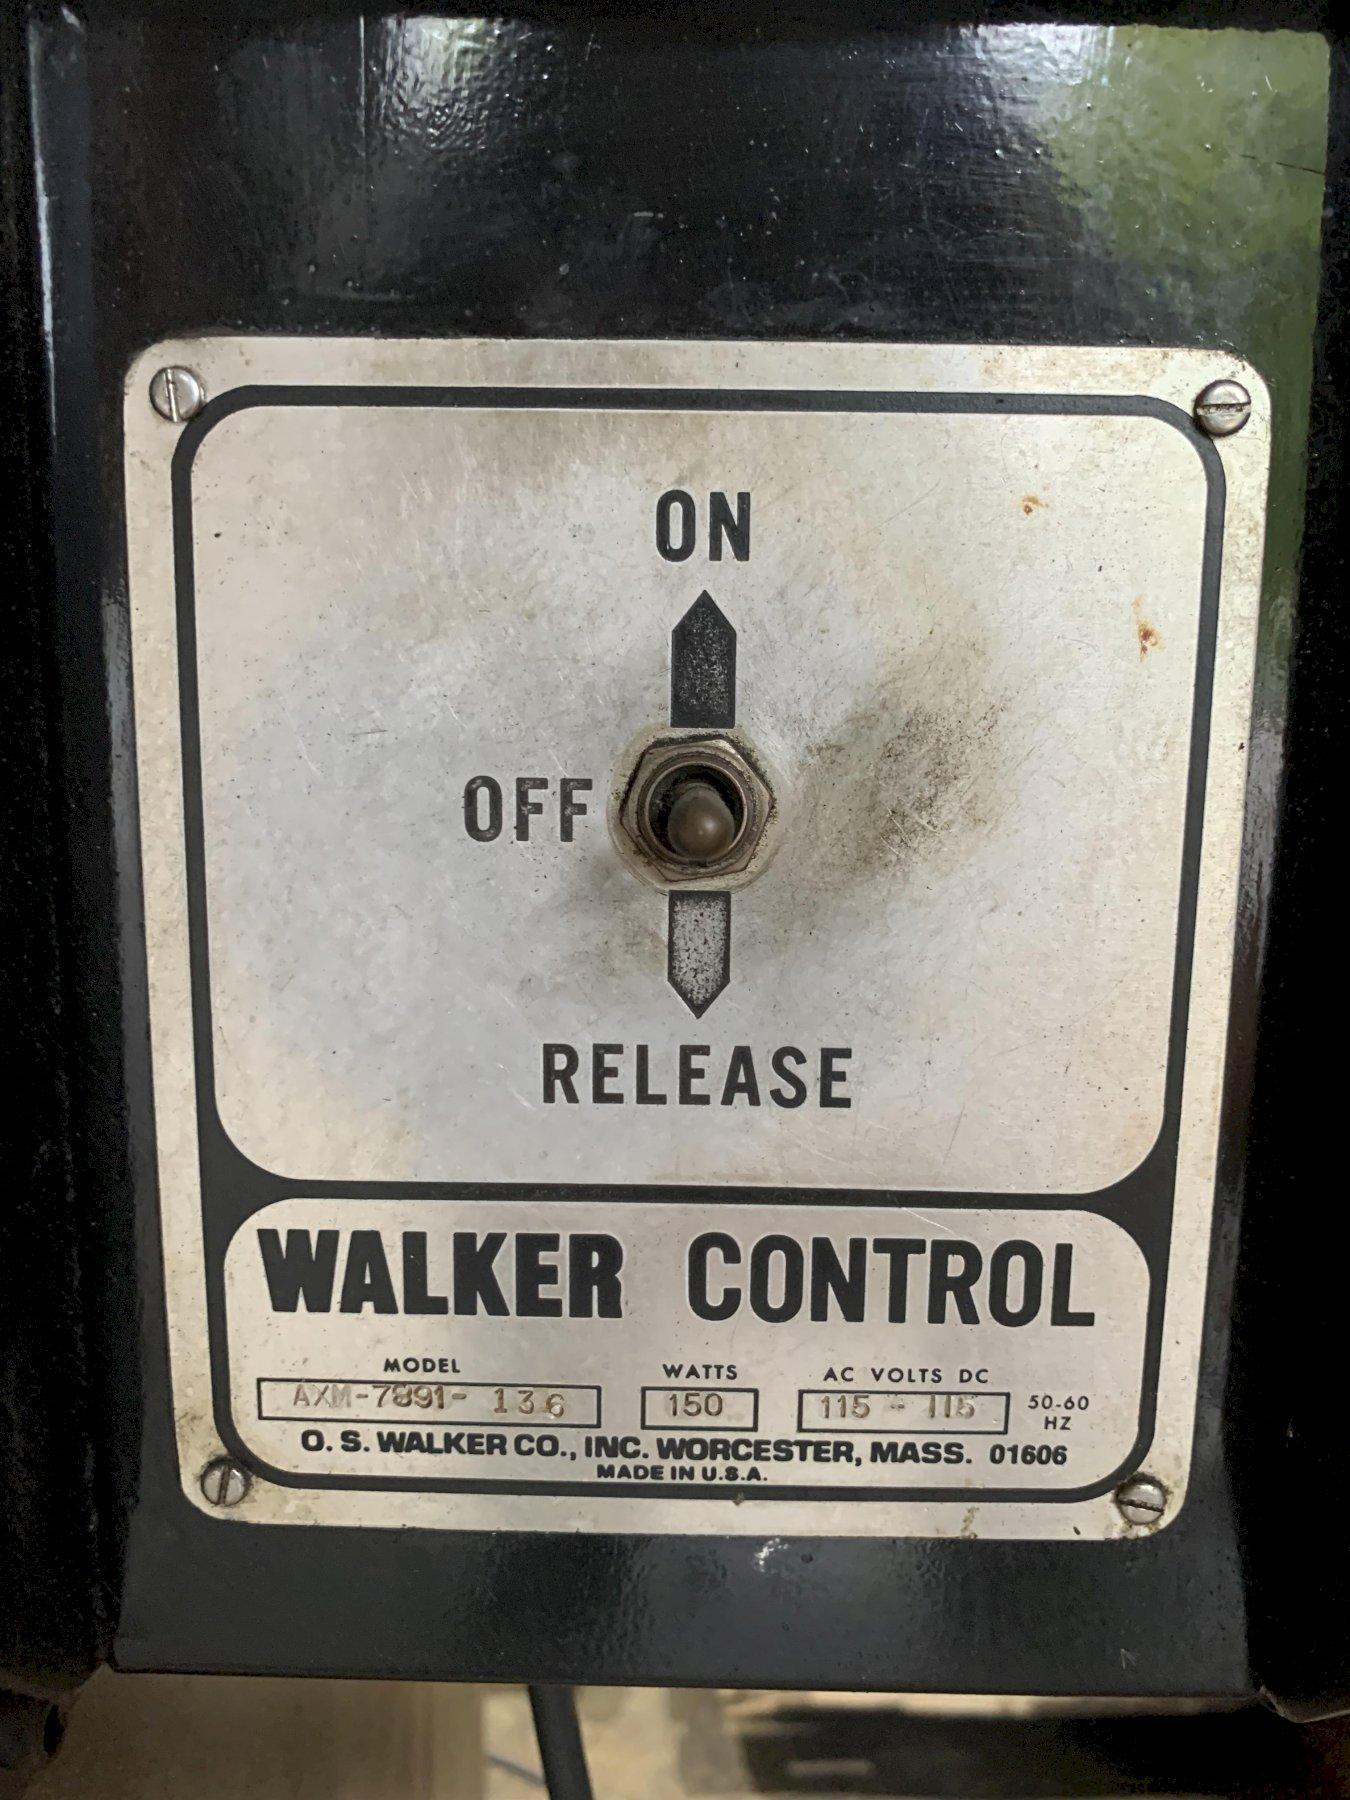 ON
OFF
RELEASE
WALKER CONTROL
MODEL WATTS AC VOLTS DC
AXM-7891-136 150 115 - 115 50-60
HZ
O. S. WALKER CO., INC. WORCESTER, MASS. 01606
MADE IN U.S.A.